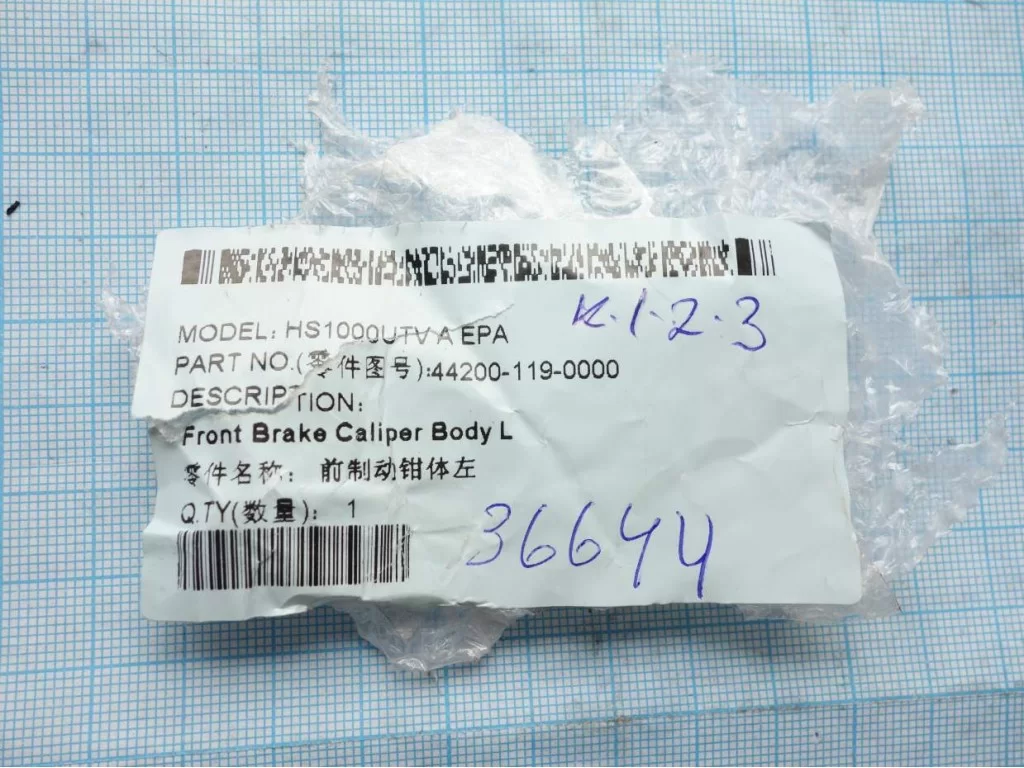 K-1-2-3
MODEL: HS1000UTV A EPA
PART NO.(零件图号):44200-119-0000
DESCRIPTION:
Front Brake Caliper Body L
零件名称: 前制动钳体左
Q.TY(数量): 1
36644